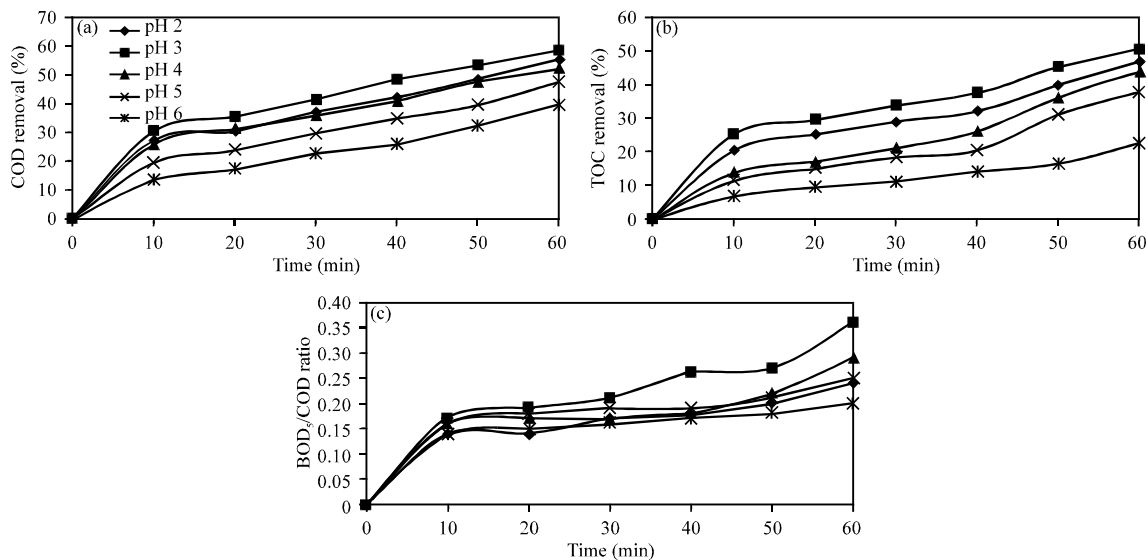 (a)
pH 2
pH 3
pH 4
pH 5
pH 6
COD removal (%)
70
60
50
40
30
20
10
0
0 10 20 30 40 50 60
Time (min)
(b)
TOC removal (%)
60
50
40
30
20
10
0
0 10 20 30 40 50 60
Time (min)
(c)
BOD₅/COD ratio
0.40
0.35
0.30
0.25
0.20
0.15
0.10
0.05
0
0 10 20 30 40 50 60
Time (min)